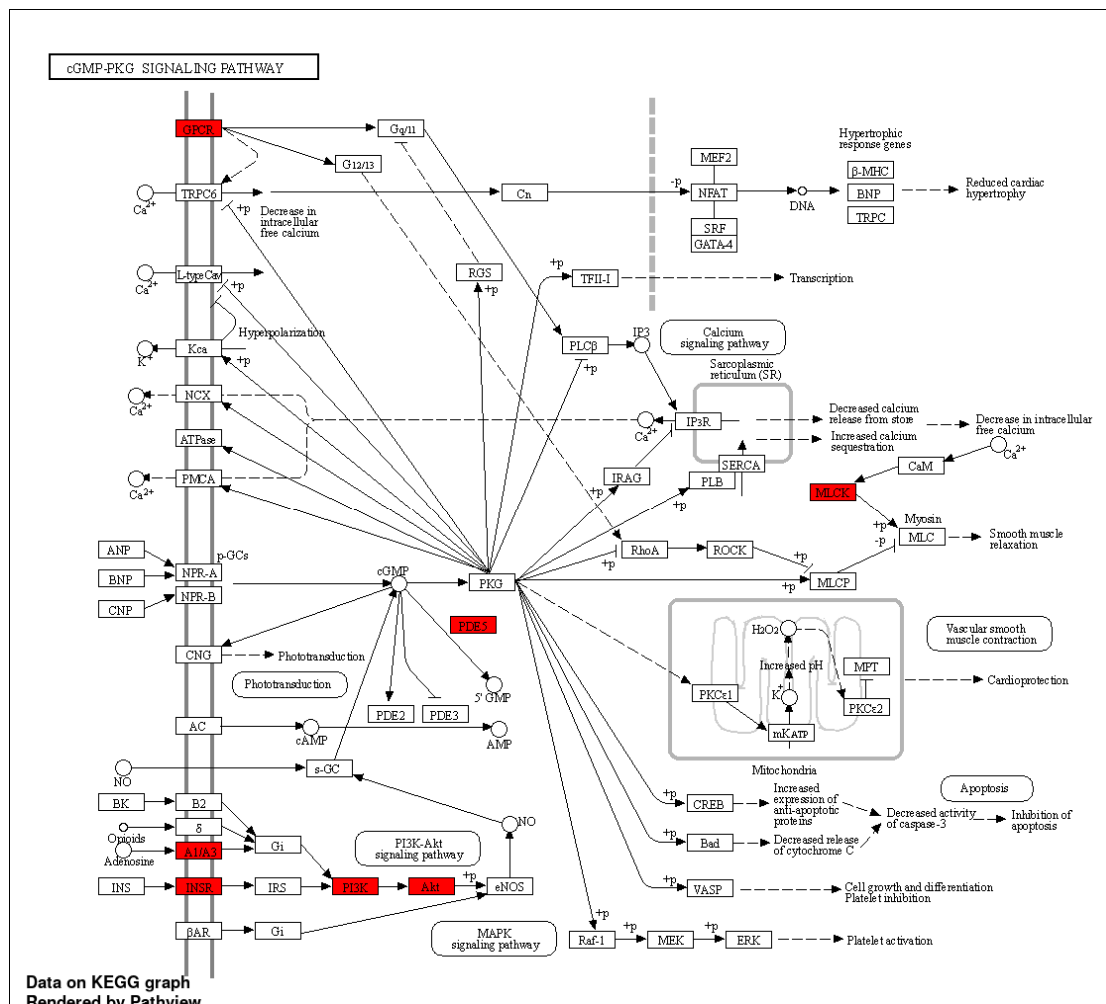 cGMP-PKG SIGNALING PATHWAY
GPCR
Gq/11
G12/13
Hypertrophic
response genes
MEF2
β-MHC
Ca2+
TRPC6
+p
Cn
-p
NFAT
DNA
BNP
Reduced cardiac
hypertrophy
Decrease in
intracellular
free calcium
SRF
GATA-4
TRPC
Ca2+
L-type Cav
+p
RGS
+p
+p
TFII-I
Transcription
Hyperpolarization
K+
Kca
+p
PLCβ
+p
IP3
Calcium
signaling pathway
Sarcoplasmic
reticulum (SR)
Ca2+
NCX
Ca2+
IP3R
Decreased calcium
release from store
Decrease in intracellular
free calcium
ATPase
Increased calcium
sequestration
Ca2+
PMCA
IRAG
+p
SERCA
PLB
+p
CaM
Ca2+
MLCK
+p
Myosin
-p
MLC
Smooth muscle
relaxation
ANP
p-GCs
BNP
NPR-A
CNP
NPR-B
cGMP
PKG
+p
RhoA
ROCK
+p
+p
MLCP
PDE5
CNG
Phototransduction
Phototransduction
5' GMP
PDE2
PDE3
H2O2
Increased pH
K+
MPT
PKCε1
PKCε2
mKATP
Mitochondria
Vascular smooth
muscle contraction
Cardioprotection
AC
cAMP
AMP
NO
s-GC
BK
B2
Opioids
δ
Gi
Adenosine
A1/A3
NO
PI3K-Akt
signaling pathway
INS
INSR
IRS
PI3K
Akt
+p
eNOS
βAR
Gi
MAPK
signaling pathway
+p
CREB
Increased
expression of
anti-apoptotic
proteins
Apoptosis
Decreased activity
of caspase-3
Inhibition
of apoptosis
+p
Bad
Decreased release
of cytochrome C
+p
VASP
Cell growth and differentiation
Platelet inhibition
+p
Raf-1
+p
MEK
+p
ERK
Platelet activation
Data on KEGG graph
Rendered by Pathview